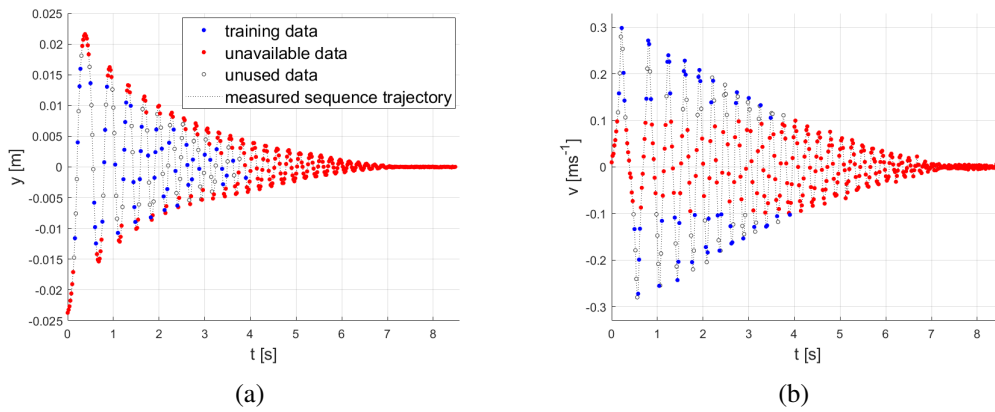 0.025
0.02
0.015
0.01
0.005
0
-0.005
-0.01
-0.015
-0.02
-0.025
y [m]
0 1 2 3 4 5 6 7 8
t [s]
training data
unavailable data
unused data
measured sequence trajectory
(a)
0.3
0.2
0.1
0
-0.1
-0.2
-0.3
v [ms-1]
0 1 2 3 4 5 6 7 8
t [s]
(b)